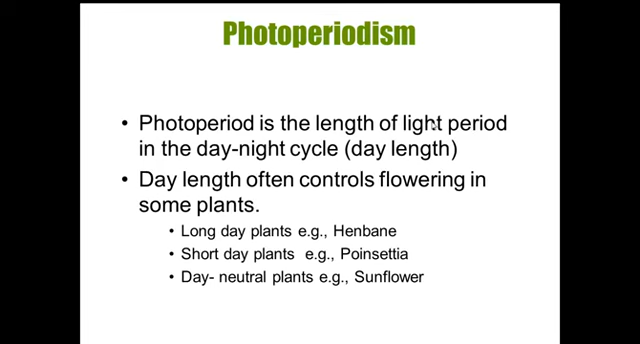 Photoperiodism
• Photoperiod is the length of light period
in the day-night cycle (day length)
• Day length often controls flowering in
some plants.
• Long day plants e.g., Henbane
• Short day plants e.g., Poinsettia
• Day- neutral plants e.g., Sunflower